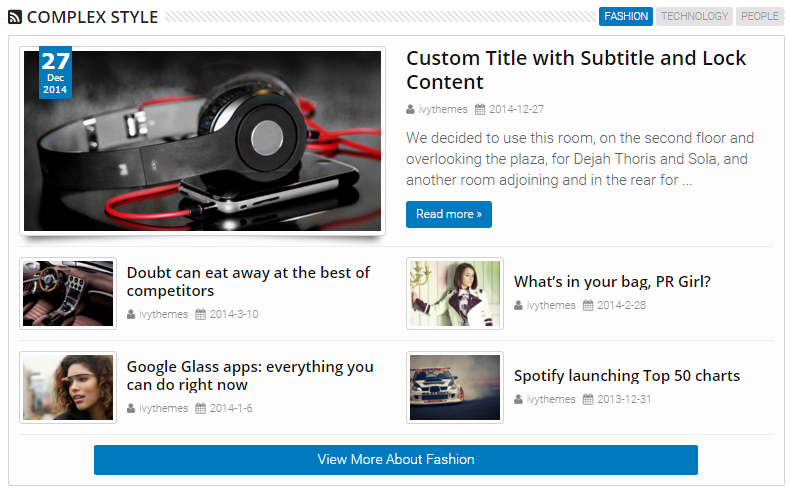 COMPLEX STYLE
FASHION TECHNOLOGY PEOPLE
27
Dec
2014
Custom Title with Subtitle and Lock
Content
ivythemes 2014-12-27
We decided to use this room, on the second floor and
overlooking the plaza, for Dejah Thoris and Sola, and
another room adjoining and in the rear for ...
Read more »
Doubt can eat away at the best of
competitors
ivythemes 2014-3-10
What's in your bag, PR Girl?
ivythemes 2014-2-28
Google Glass apps: everything you
can do right now
ivythemes 2014-1-6
Spotify launching Top 50 charts
ivythemes 2013-12-31
View More About Fashion